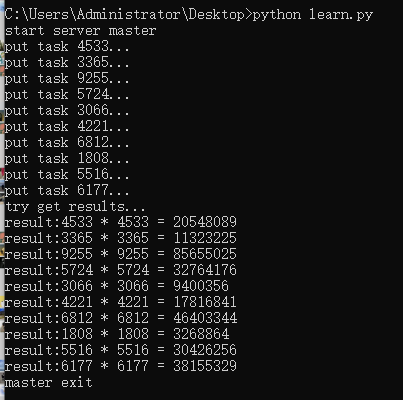 C:\Users\Administrator\Desktop>python learn.py
start server master
put task 4533...
put task 3365...
put task 9255...
put task 5724...
put task 3066...
put task 4221...
put task 6812...
put task 1808...
put task 5516...
put task 6177...
try get results...
result:4533 * 4533 = 20548089
result:3365 * 3365 = 11323225
result:9255 * 9255 = 85655025
result:5724 * 5724 = 32764176
result:3066 * 3066 = 9400356
result:4221 * 4221 = 17816841
result:6812 * 6812 = 46403344
result:1808 * 1808 = 3268864
result:5516 * 5516 = 30426256
result:6177 * 6177 = 38155329
master exit